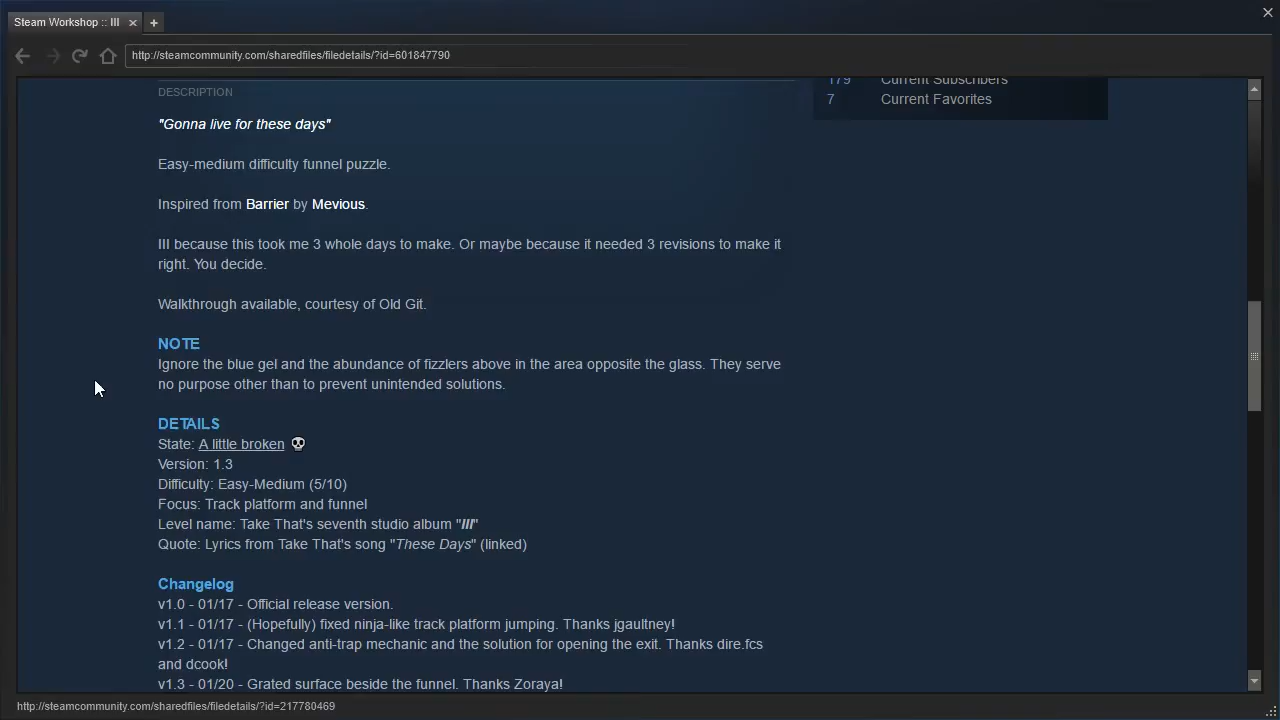 Steam Workshop :: III
http://steamcommunity.com/sharedfiles/filedetails/?id=601847790
179 Current Subscribers
7 Current Favorites
DESCRIPTION
"Gonna live for these days"
Easy-medium difficulty funnel puzzle.
Inspired from Barrier by Mevious.
III because this took me 3 whole days to make. Or maybe because it needed 3 revisions to make it
right. You decide.
Walkthrough available, courtesy of Old Git.
NOTE
Ignore the blue gel and the abundance of fizzlers above in the area opposite the glass. They serve
no purpose other than to prevent unintended solutions.
DETAILS
State: A little broken
Version: 1.3
Difficulty: Easy-Medium (5/10)
Focus: Track platform and funnel
Level name: Take That's seventh studio album "III"
Quote: Lyrics from Take That's song "These Days" (linked)
Changelog
v1.0 - 01/17 - Official release version.
v1.1 - 01/17 - (Hopefully) fixed ninja-like track platform jumping. Thanks jgaultney!
v1.2 - 01/17 - Changed anti-trap mechanic and the solution for opening the exit. Thanks dire.fcs
and dcook!
v1.3 - 01/20 - Grated surface beside the funnel. Thanks Zoraya!
http://steamcommunity.com/sharedfiles/filedetails/?id=217780469